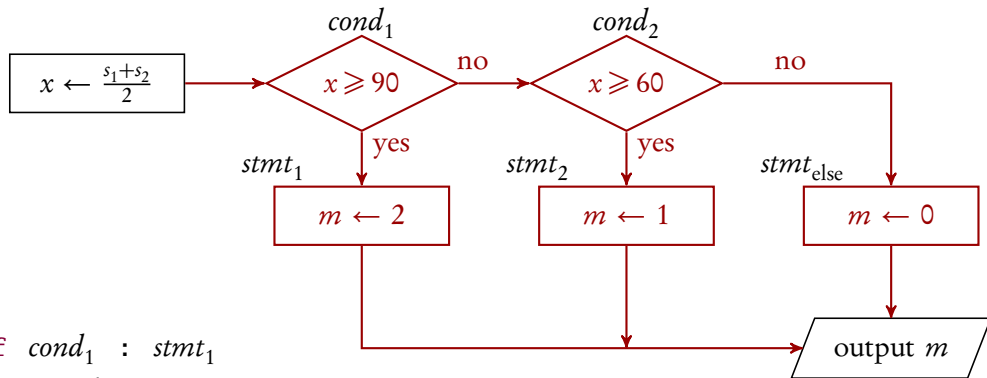 cond₁ cond₂
x ← (s₁+s₂)/2 x ⩾ 90 no x ⩾ 60 no
yes yes
stmt₁ stmt₂ stmt_else
m ← 2 m ← 1 m ← 0
cond₁ : stmt₁ output m